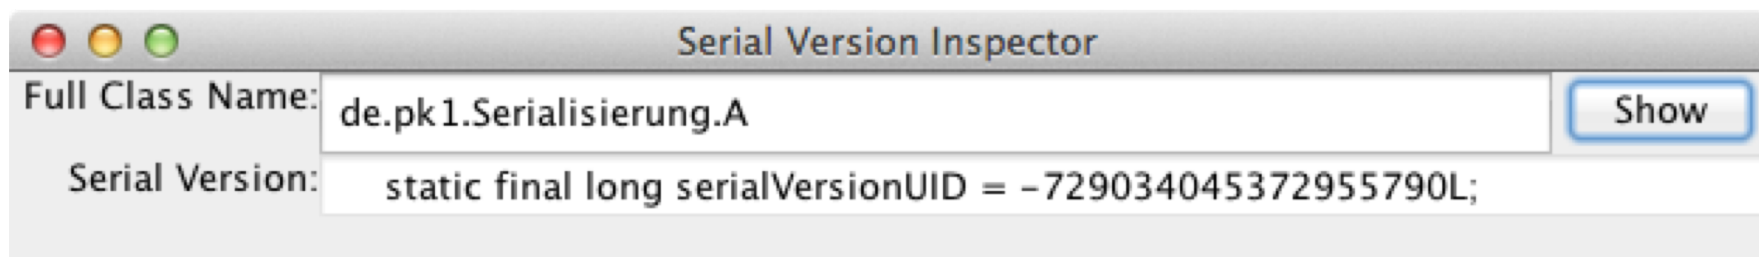 Serial Version Inspector
Full Class Name: de.pk1.Serialisierung.A Show
Serial Version: static final long serialVersionUID = -729034045372955790L;